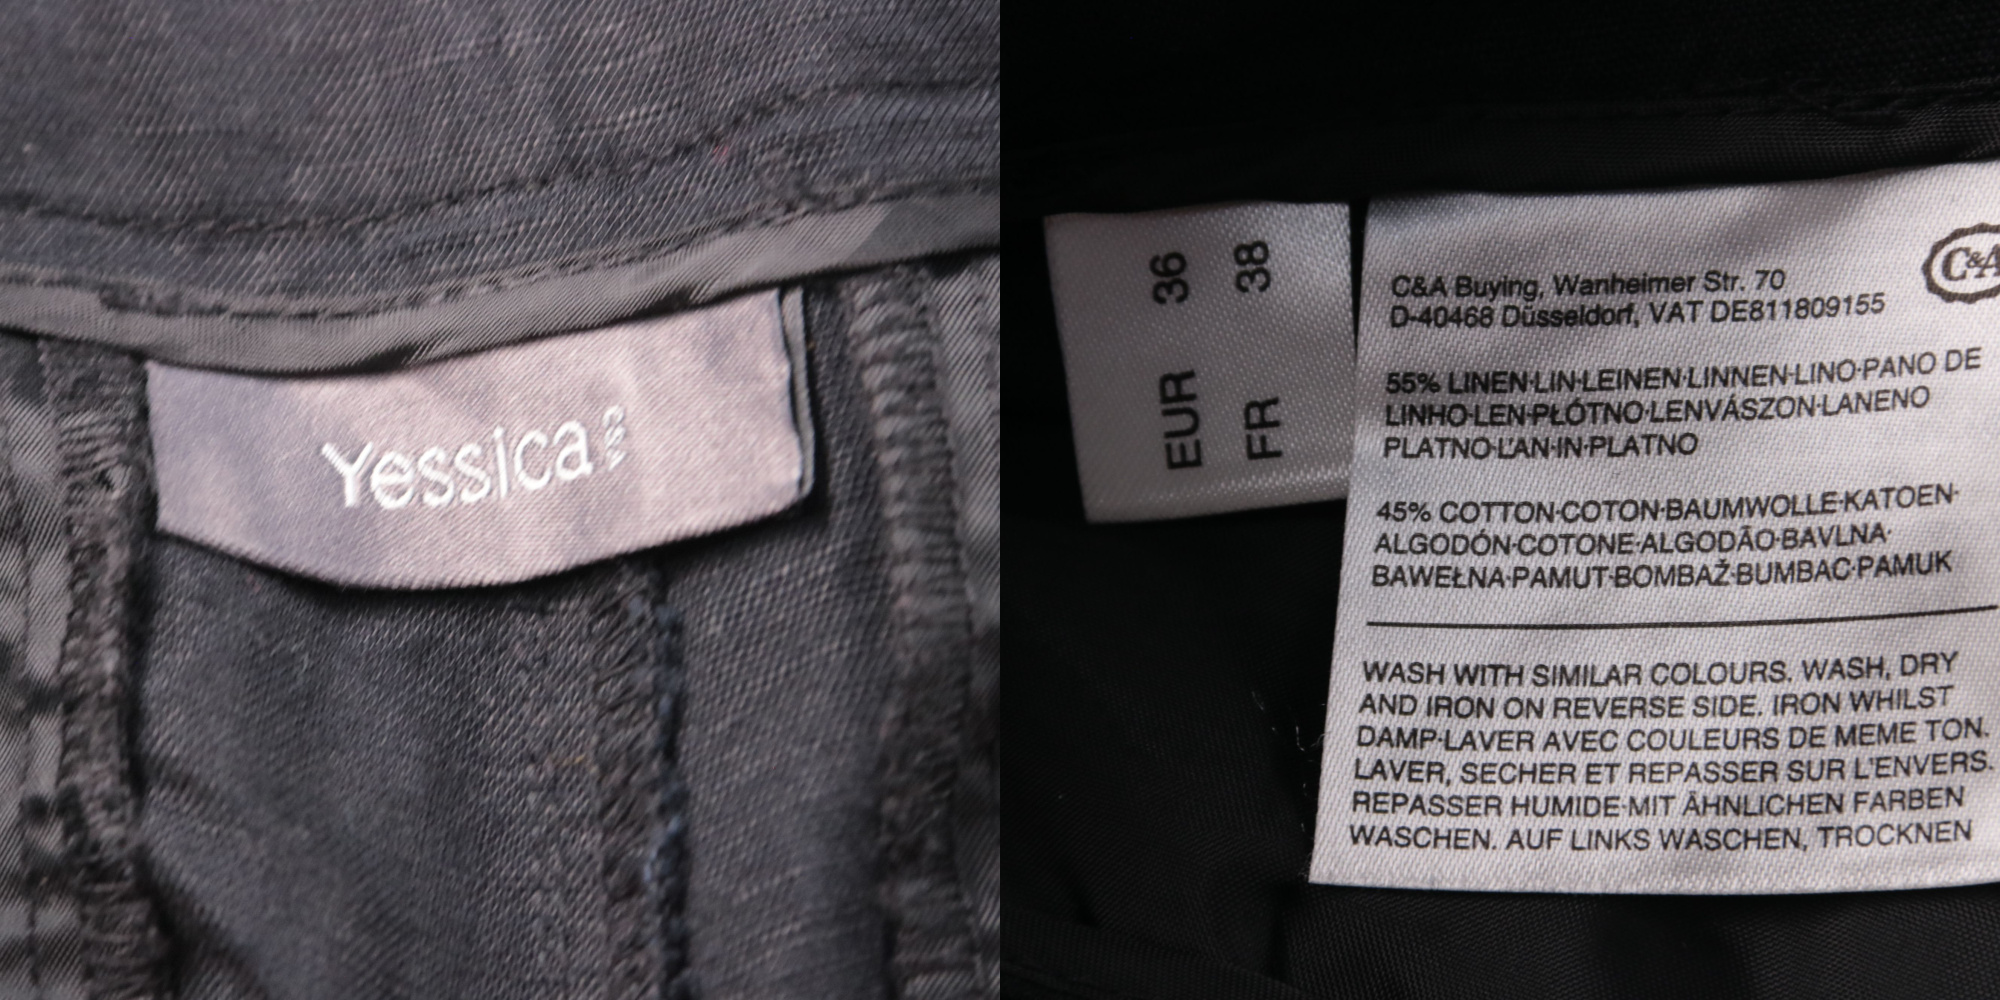 Yessica
C&A
EUR 36
FR 38
C&A
C&A Buying, Wanheimer Str. 70
D-40468 Düsseldorf, VAT DE811809155
55% LINEN·LIN·LEINEN·LINNEN·LINO·PANO DE
LINHO·LEN·PŁÓTNO·LENVÁSZON·LANENO
PLATNO·ĽAN·IN·PLATNO
45% COTTON·COTON·BAUMWOLLE·KATOEN·
ALGODÓN·COTONE·ALGODÃO·BAVLNA·
BAWEŁNA·PAMUT·BOMBAŽ·BUMBAC·PAMUK
WASH WITH SIMILAR COLOURS. WASH, DRY
AND IRON ON REVERSE SIDE. IRON WHILST
DAMP·LAVER AVEC COULEURS DE MEME TON.
LAVER, SECHER ET REPASSER SUR L'ENVERS.
REPASSER HUMIDE·MIT ÄHNLICHEN FARBEN
WASCHEN. AUF LINKS WASCHEN, TROCKNEN